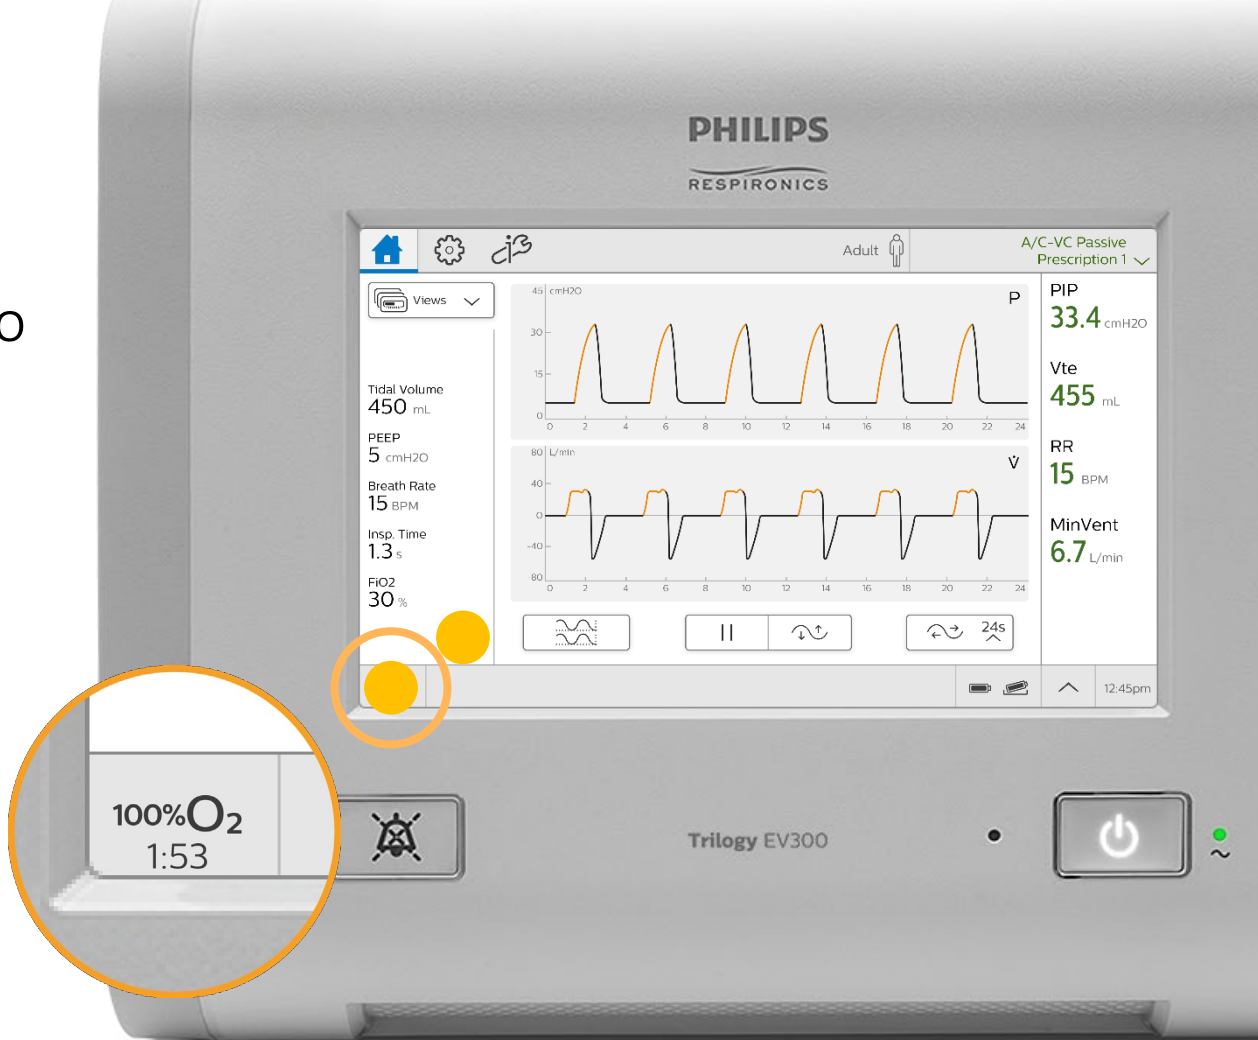 PHILIPS
RESPIRONICS
Adult
A/C-VC Passive
Prescription 1
Views
Tidal Volume
450 mL
PEEP
5 cmH2O
Breath Rate
15 BPM
Insp. Time
1.3 s
FiO2
30 %
45 cmH2O
P
30
15
0
0 2 4 6 8 10 12 14 16 18 20 22 24
80 L/min
V̇
40
0
-40
80
0 2 4 6 8 10 12 14 16 18 20 22 24
24s
PIP
33.4 cmH2O
Vte
455 mL
RR
15 BPM
MinVent
6.7 L/min
12:45pm
O
100%O₂
1:53
Trilogy EV300